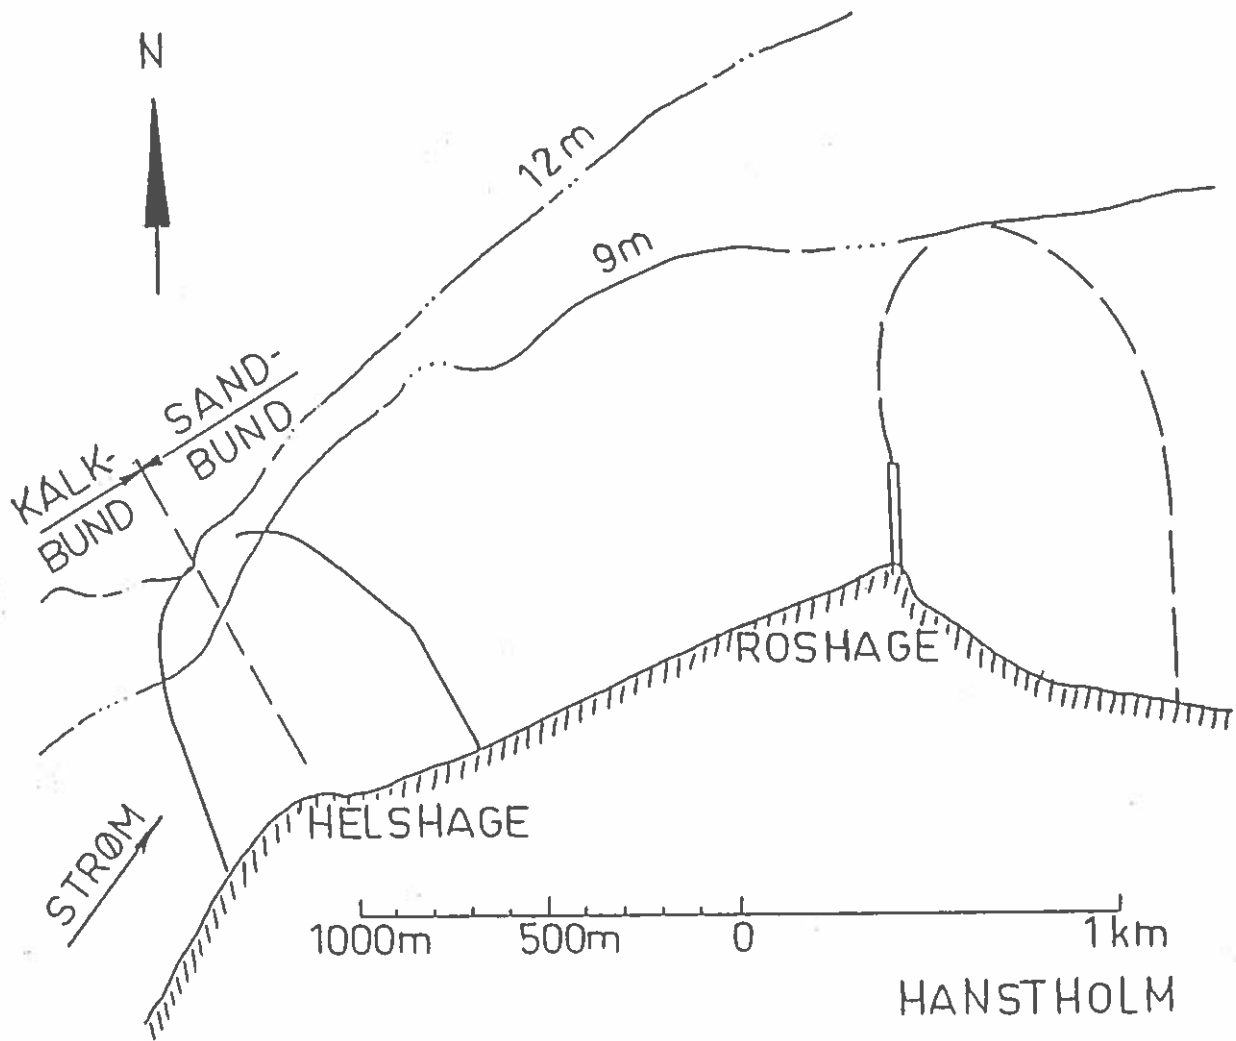 N
12m
9m
SAND-
BUND
KALK-
BUND
ROSHAGE
HELSHAGE
STRØM
1000m 500m 0 1km
HANSTHOLM